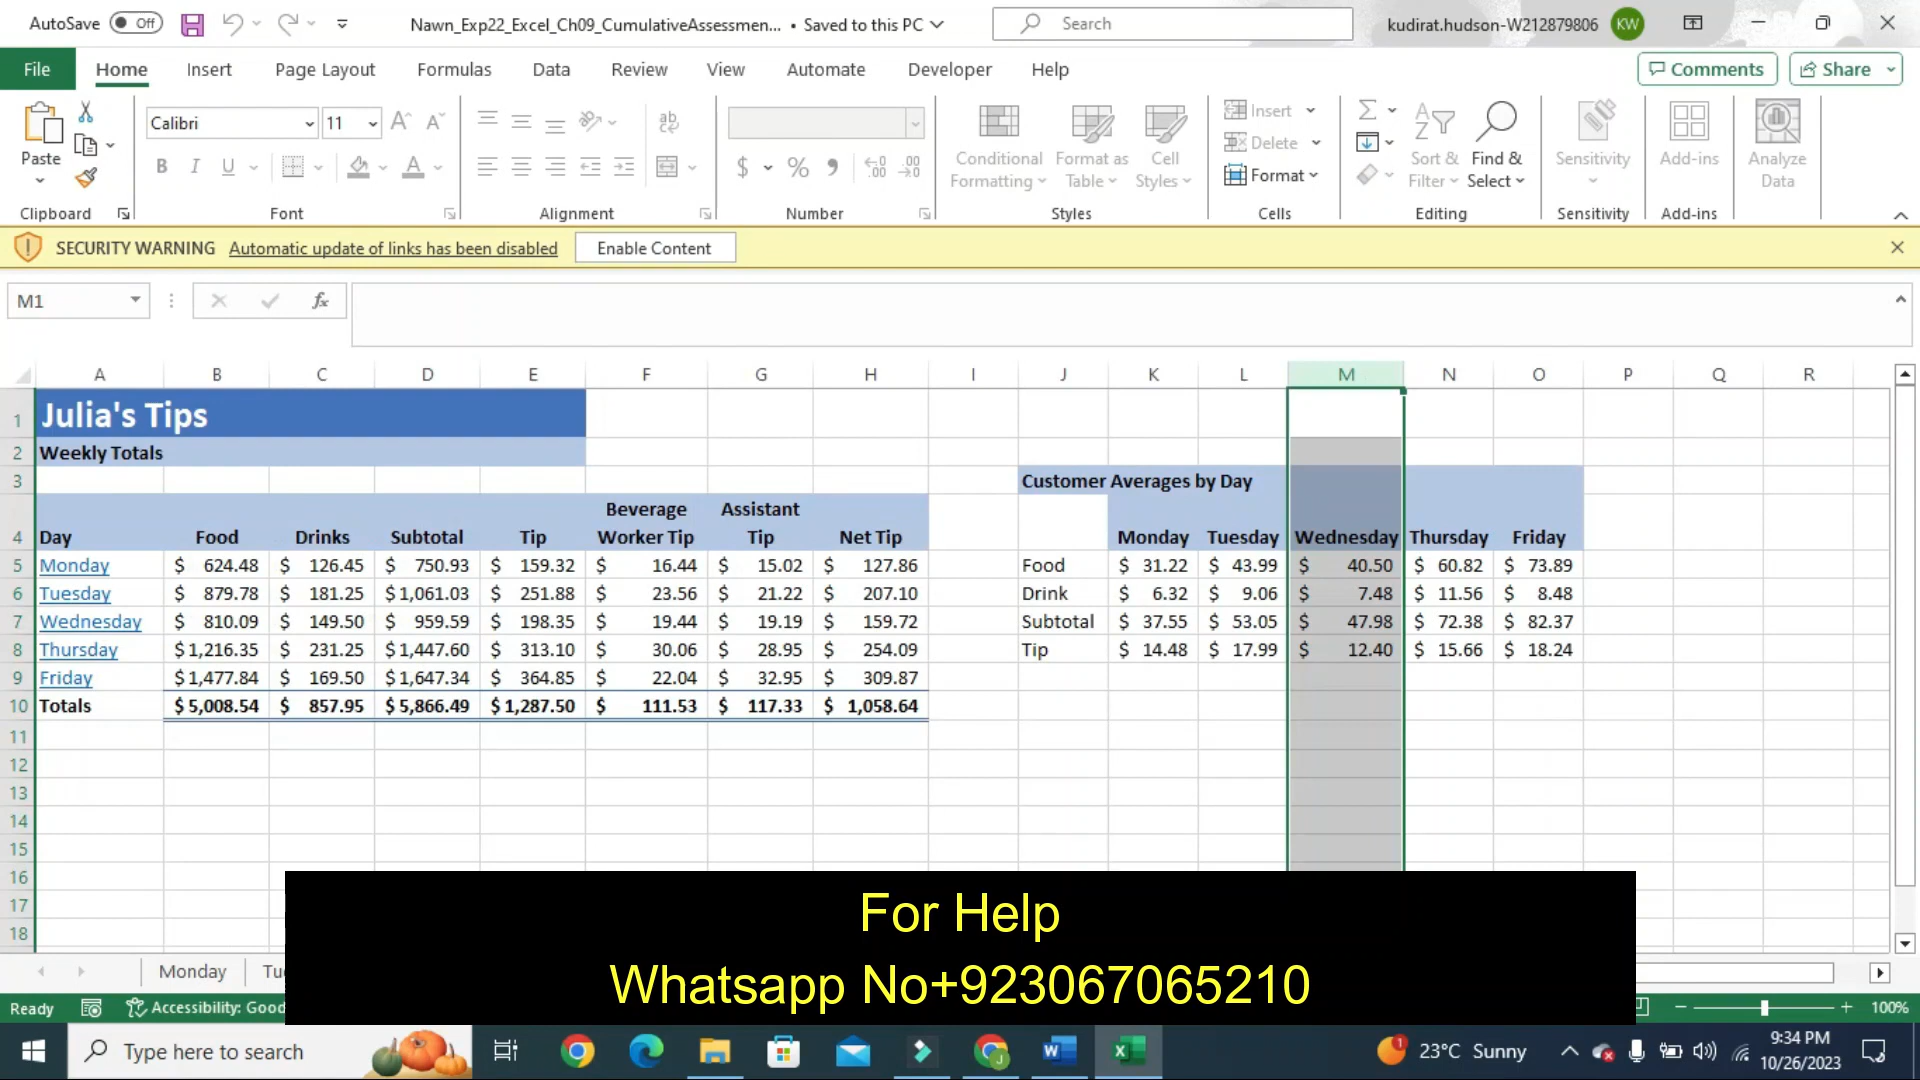 AutoSave Off Nawn_Exp22_Excel_Ch09_CumulativeAssessmen... • Saved to this PC Search kudirat.hudson-W212879806 KW
File Home Insert Page Layout Formulas Data Review View Automate Developer Help Comments Share
Calibri 11
Paste
B I U
Conditional Formatting
Format as Table
Cell Styles
Insert
Delete
Format
Sort & Filter
Find & Select
Sensitivity
Add-ins
Analyze Data
Clipboard Font Alignment Number Styles Cells Editing Sensitivity Add-ins
SECURITY WARNING Automatic update of links has been disabled Enable Content
M1 fx
A B C D E F G H I J K L M N O P Q R
1 Julia's Tips
2 Weekly Totals
3 Customer Averages by Day
4 Day Food Drinks Subtotal Tip Beverage Worker Tip Assistant Tip Net Tip Monday Tuesday Wednesday Thursday Friday
5 Monday $ 624.48 $ 126.45 $ 750.93 $ 159.32 $ 16.44 $ 15.02 $ 127.86 Food $ 31.22 $ 43.99 $ 40.50 $ 60.82 $ 73.89
6 Tuesday $ 879.78 $ 181.25 $ 1,061.03 $ 251.88 $ 23.56 $ 21.22 $ 207.10 Drink $ 6.32 $ 9.06 $ 7.48 $ 11.56 $ 8.48
7 Wednesday $ 810.09 $ 149.50 $ 959.59 $ 198.35 $ 19.44 $ 19.19 $ 159.72 Subtotal $ 37.55 $ 53.05 $ 47.98 $ 72.38 $ 82.37
8 Thursday $ 1,216.35 $ 231.25 $ 1,447.60 $ 313.10 $ 30.06 $ 28.95 $ 254.09 Tip $ 14.48 $ 17.99 $ 12.40 $ 15.66 $ 18.24
9 Friday $ 1,477.84 $ 169.50 $ 1,647.34 $ 364.85 $ 22.04 $ 32.95 $ 309.87
10 Totals $ 5,008.54 $ 857.95 $ 5,866.49 $ 1,287.50 $ 111.53 $ 117.33 $ 1,058.64
11
12
13
14
15
16
17
18
For Help
Whatsapp No+923067065210
Monday
Ready Accessibility: Good 100%
Type here to search 23°C Sunny 9:34 PM
10/26/2023